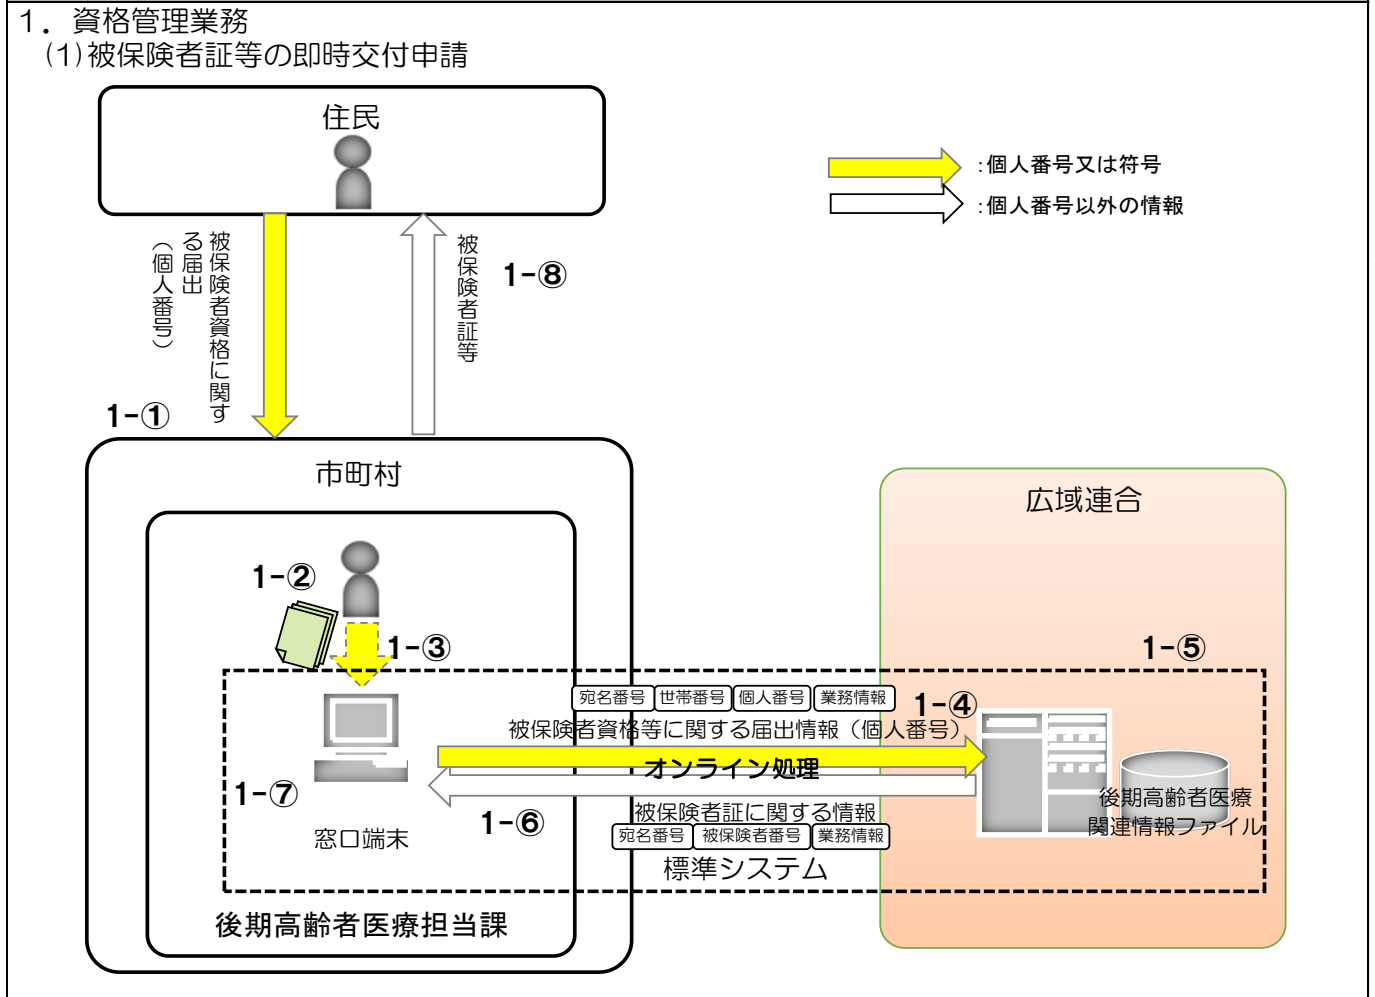 1．資格管理業務
(1)被保険者証等の即時交付申請
住民
:個人番号又は符号
:個人番号以外の情報
被保険者資格に関す
る届出
（個人番号）
被保険者証等
1-⑧
1-①
市町村
広域連合
1-②
1-③
1-⑤
宛名番号 世帯番号 個人番号 業務情報
1-④
被保険者資格等に関する届出情報（個人番号）
オンライン処理
1-⑦
1-⑥
被保険者証に関する情報
宛名番号 被保険者番号 業務情報
後期高齢者医療
関連情報ファイル
窓口端末
標準システム
後期高齢者医療担当課